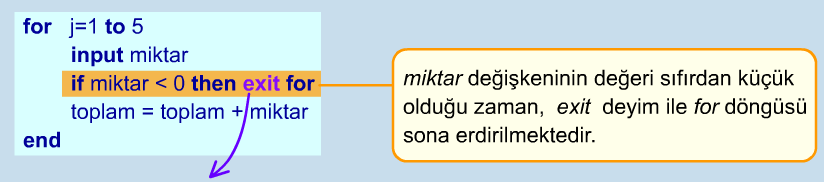 for j=1 to 5
input miktar
if miktar < 0 then exit for
toplam = toplam + miktar
end
miktar değişkeninin değeri sıfırdan küçük
olduğu zaman, exit deyim ile for döngüsü
sona erdirilmektedir.